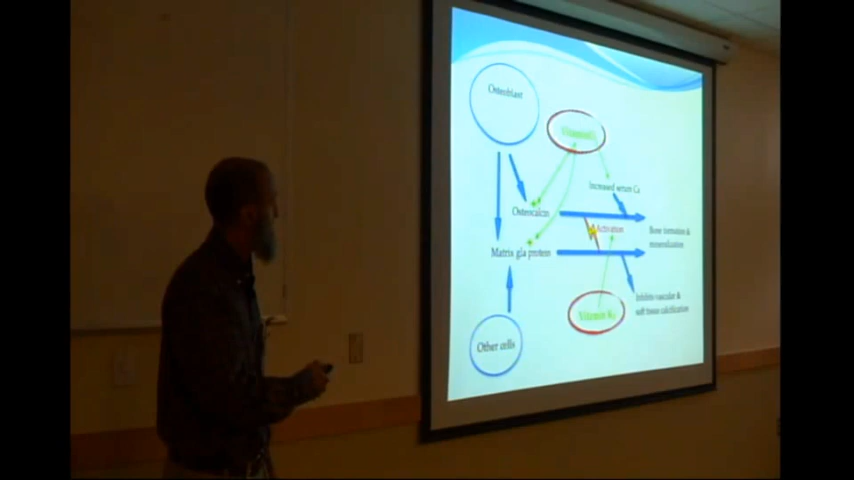 Osteoblast
Vitamin D₃
Increased serum Ca
Osteocalcin
Activation
Bone formation &
mineralization
Matrix gla protein
Inhibits vascular &
soft tissue calcification
Vitamin K₂
Other cells